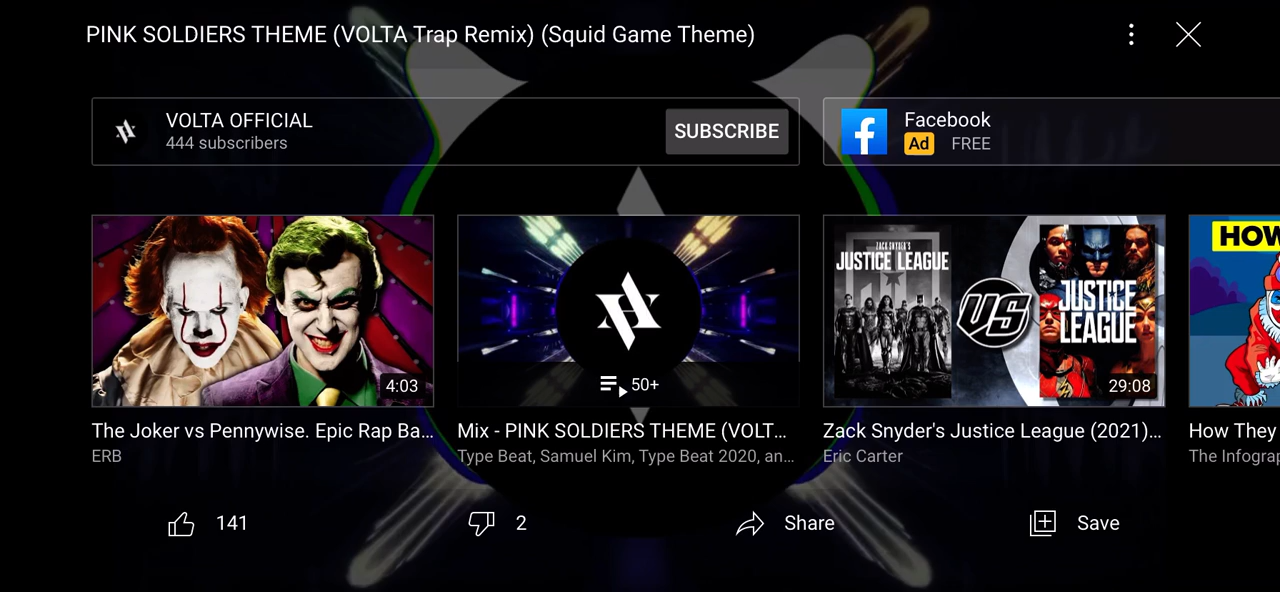 PINK SOLDIERS THEME (VOLTA Trap Remix) (Squid Game Theme)
VOLTA OFFICIAL
444 subscribers
SUBSCRIBE
Facebook
Ad FREE
ZACK SNYDER'S
JUSTICE LEAGUE
VS
JUSTICE
LEAGUE
HOW
4:03
50+
29:08
The Joker vs Pennywise. Epic Rap Ba...
ERB
Mix - PINK SOLDIERS THEME (VOLT...
Type Beat, Samuel Kim, Type Beat 2020, an...
Zack Snyder's Justice League (2021)...
Eric Carter
How They
The Infograp
141
2
Share
Save